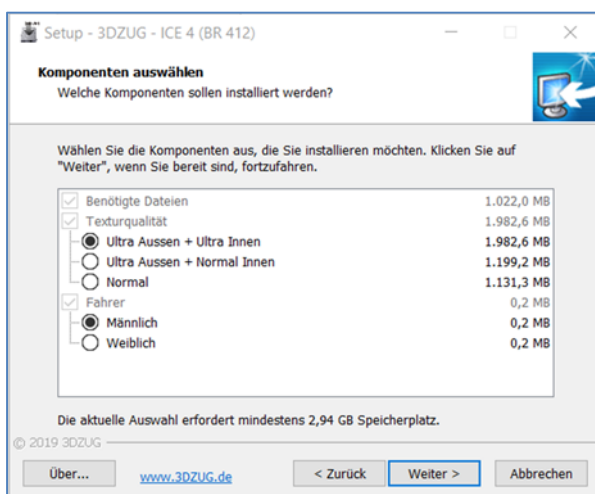 Setup - 3DZUG - ICE 4 (BR 412)
Komponenten auswählen
Welche Komponenten sollen installiert werden?
Wählen Sie die Komponenten aus, die Sie installieren möchten. Klicken Sie auf
"Weiter", wenn Sie bereit sind, fortzufahren.
Benötigte Dateien 1.022,0 MB
Texturqualität 1.982,6 MB
Ultra Aussen + Ultra Innen 1.982,6 MB
Ultra Aussen + Normal Innen 1.199,2 MB
Normal 1.131,3 MB
Fahrer 0,2 MB
Männlich 0,2 MB
Weiblich 0,2 MB
Die aktuelle Auswahl erfordert mindestens 2,94 GB Speicherplatz.
© 2019 3DZUG
Über... www.3DZUG.de < Zurück Weiter > Abbrechen